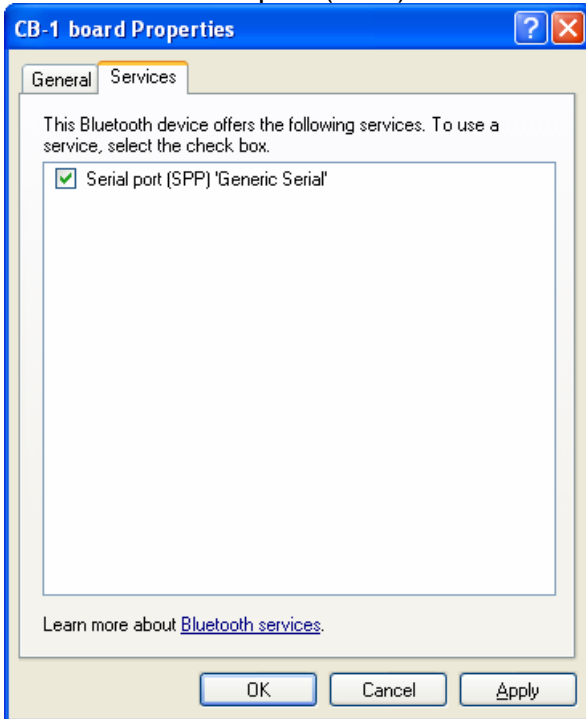 CB-1 board Properties
General Services
This Bluetooth device offers the following services. To use a
service, select the check box.
Serial port (SPP) 'Generic Serial'
Learn more about Bluetooth services.
OK Cancel Apply